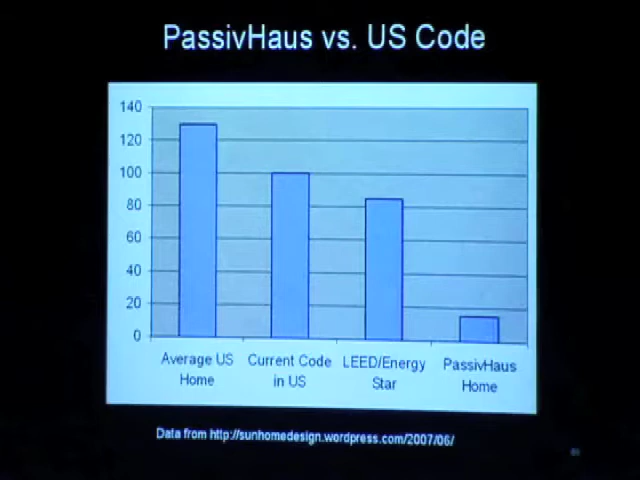 PassivHaus vs. US Code
140
120
100
80
60
40
20
0
Average US Home
Current Code in US
LEED/Energy Star
PassivHaus Home
Data from http://sunhomedesign.wordpress.com/2007/06/